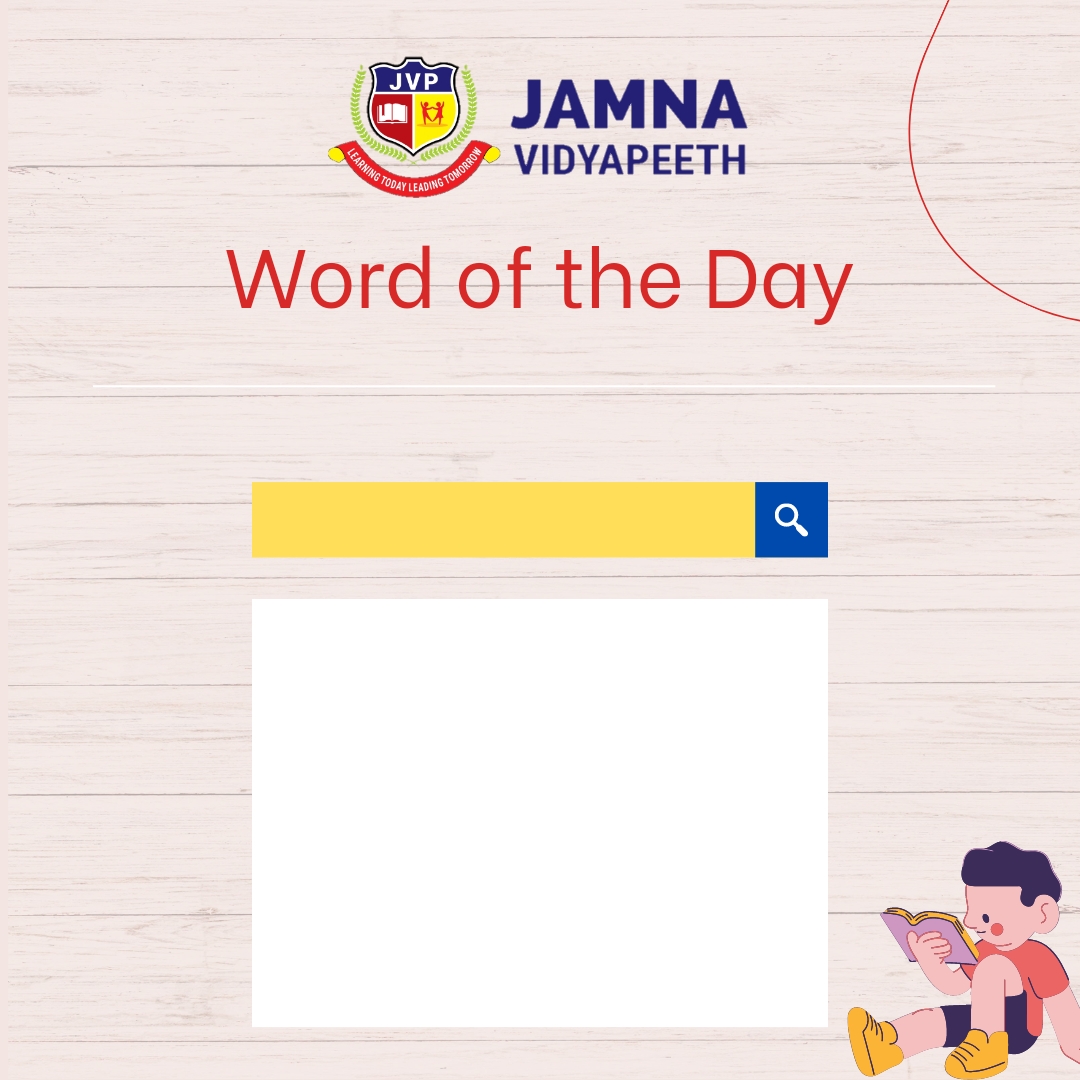 JVP
LEARNING TODAY LEADING TOMORROW
JAMNA
VIDYAPEETH
Word of the Day